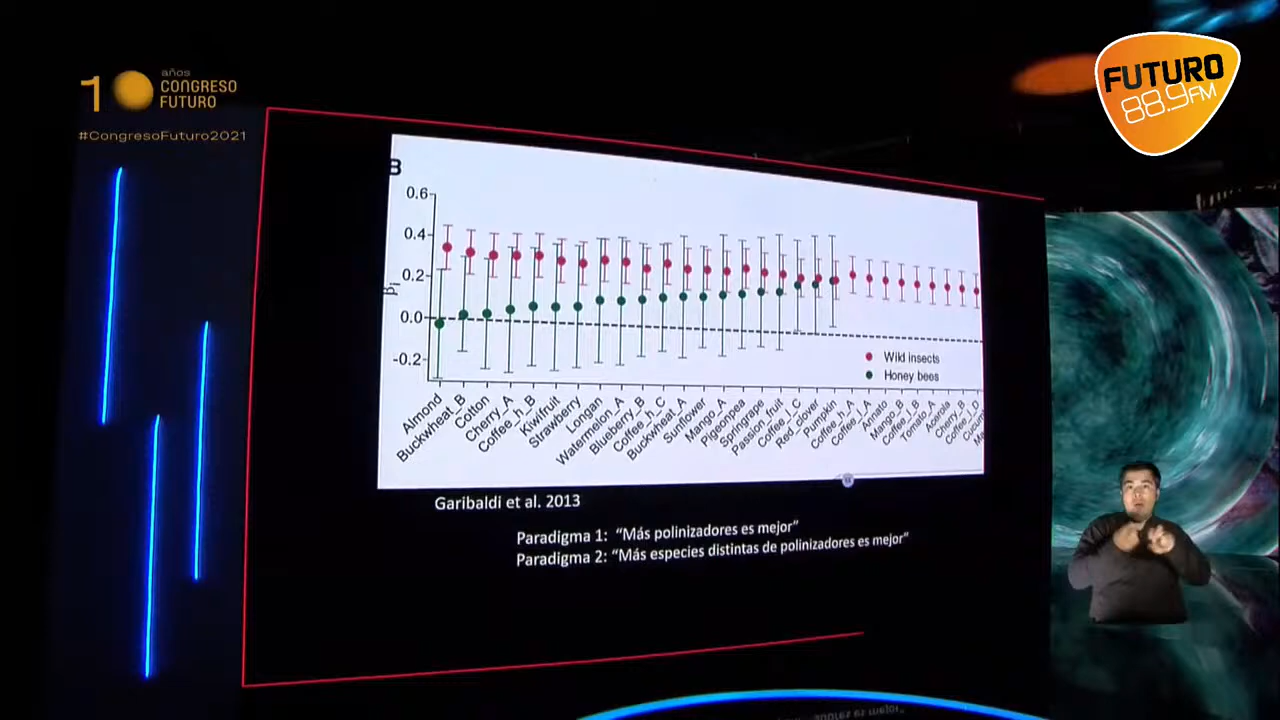 10 años
CONGRESO
FUTURO
#CongresoFuturo2021
FUTURO
88.9FM
B
0.6
0.4
0.2
0.0
-0.2
βi
Wild insects
Honey bees
Almond
Buckwheat_B
Cotton
Cherry_A
Coffee_h_B
Kiwifruit
Strawberry
Longan
Watermelon_A
Blueberry_B
Coffee_h_C
Buckwheat_A
Sunflower
Mango_A
Pigeonpea
Springrape
Passion_fruit
Coffee_l_C
Red_clover
Pumpkin
Coffee_h_A
Coffee_l_A
Annato
Mango_B
Coffee_l_B
Tomato_A
Acerola
Cherry_B
Coffee_l_D
Garibaldi et al. 2013
Paradigma 1: “Más polinizadores es mejor”
Paradigma 2: “Más especies distintas de polinizadores es mejor”